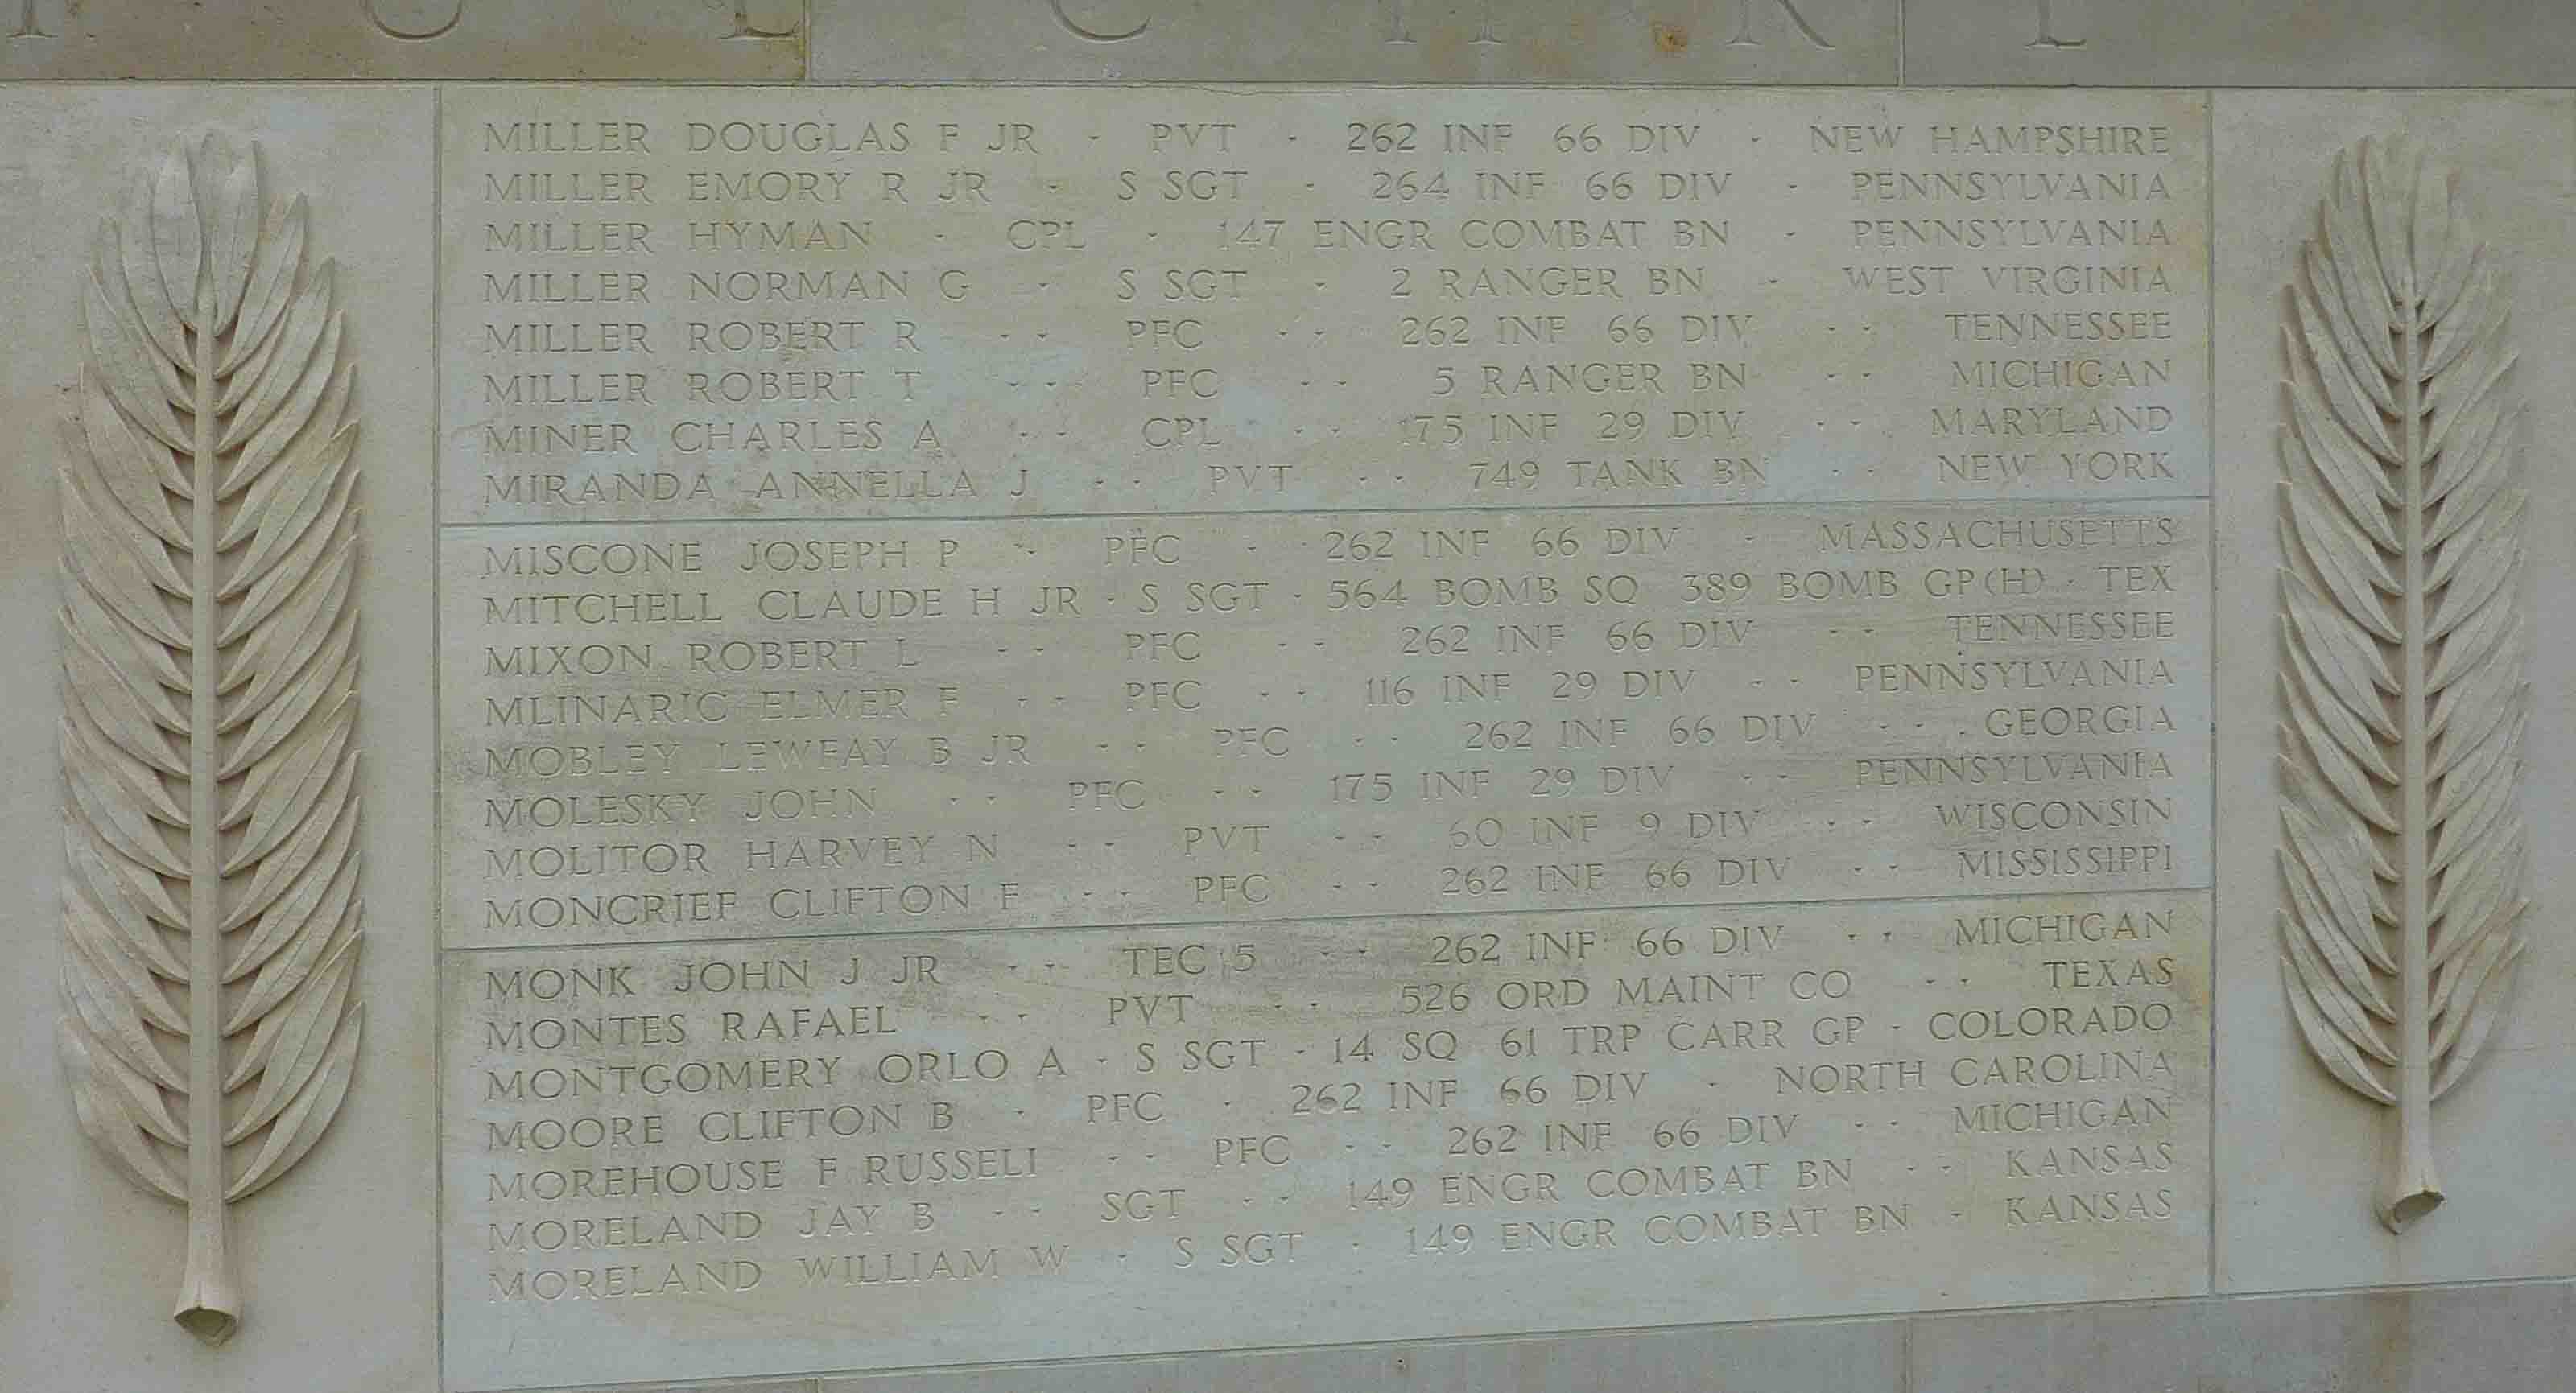 MILLER DOUGLAS F JR · PVT · 262 INF 66 DIV · NEW HAMPSHIRE
MILLER EMORY R JR · S SGT · 264 INF 66 DIV · PENNSYLVANIA
MILLER HYMAN · CPL · 147 ENGR COMBAT BN · PENNSYLVANIA
MILLER NORMAN G · S SGT · 2 RANGER BN · WEST VIRGINIA
MILLER ROBERT R · · PFC · · 262 INF 66 DIV · · TENNESSEE
MILLER ROBERT T · · PFC · · 5 RANGER BN · · MICHIGAN
MINER CHARLES A · · CPL · · 175 INF 29 DIV · · MARYLAND
MIRANDA ANNELLA J · · PVT · · 749 TANK BN · · NEW YORK
MISCONE JOSEPH P · PFC · 262 INF 66 DIV · MASSACHUSETTS
MITCHELL CLAUDE H JR · S SGT · 564 BOMB SQ 389 BOMB GP(H) · TEX
MIXON ROBERT L · · PFC · · 262 INF 66 DIV · · TENNESSEE
MLINARIC ELMER F · · PFC · · 116 INF 29 DIV · · PENNSYLVANIA
MOBLEY LEWFAY B JR · · PFC · · 262 INF 66 DIV · · GEORGIA
MOLESKY JOHN · · PFC · · 175 INF 29 DIV · · PENNSYLVANIA
MOLITOR HARVEY N · · PVT · · 60 INF 9 DIV · · WISCONSIN
MONCRIEF CLIFTON F · · PFC · · 262 INF 66 DIV · · MISSISSIPPI
MONK JOHN J JR · · TEC 5 · · 262 INF 66 DIV · · MICHIGAN
MONTES RAFAEL · · PVT · · 526 ORD MAINT CO · · TEXAS
MONTGOMERY ORLO A · S SGT · 14 SQ 61 TRP CARR GP · COLORADO
MOORE CLIFTON B · PFC · 262 INF 66 DIV · NORTH CAROLINA
MOREHOUSE F RUSSELL · · PFC · · 262 INF 66 DIV · · MICHIGAN
MORELAND JAY B · · SGT · · 149 ENGR COMBAT BN · · KANSAS
MORELAND WILLIAM W · S SGT · 149 ENGR COMBAT BN · KANSAS